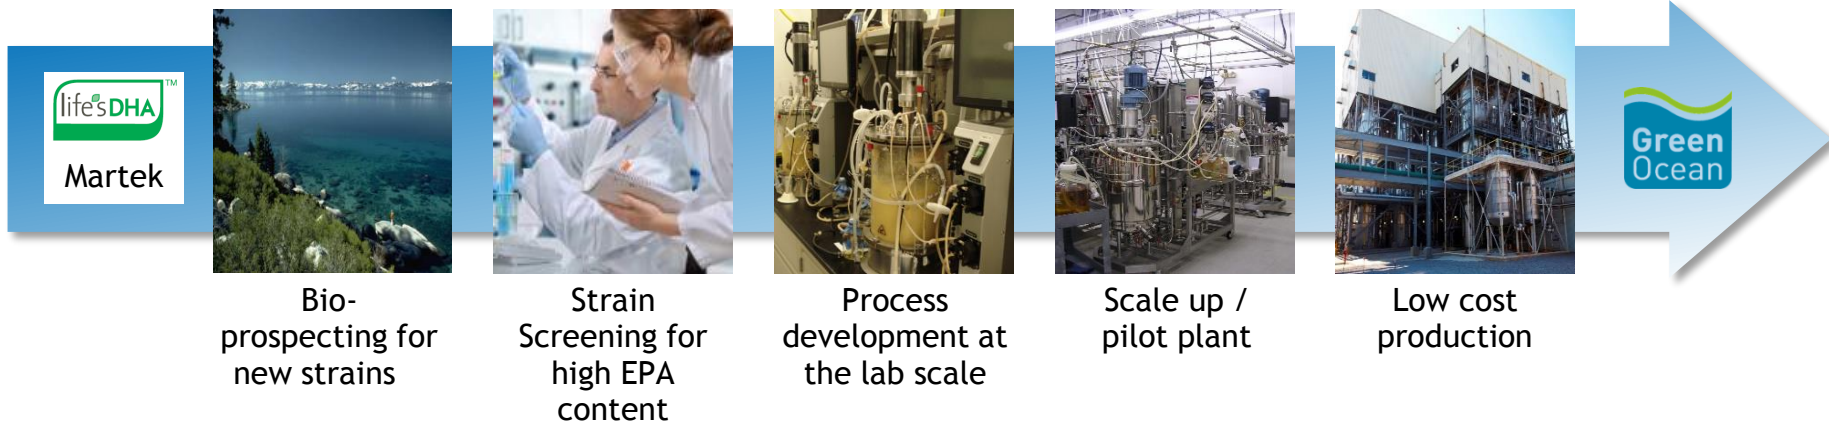 life'sDHA
TM
Martek
Bio-
prospecting for
new strains
Strain
Screening for
high EPA
content
Process
development at
the lab scale
Scale up /
pilot plant
Low cost
production
Green
Ocean